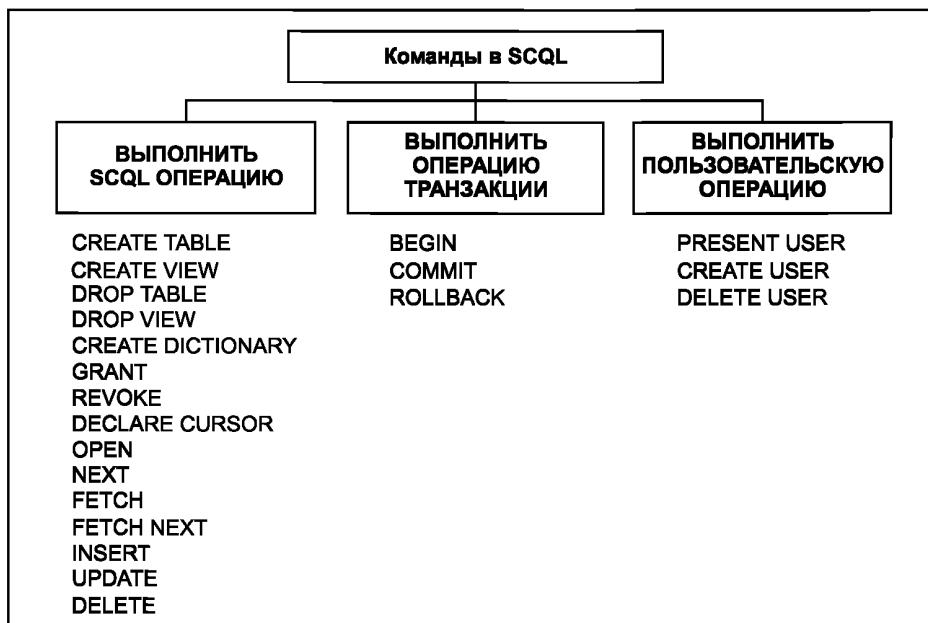 Команды в SCQL
ВЫПОЛНИТЬ
SCQL ОПЕРАЦИЮ
ВЫПОЛНИТЬ
ОПЕРАЦИЮ
ТРАНЗАКЦИИ
ВЫПОЛНИТЬ
ПОЛЬЗОВАТЕЛЬСКУЮ
ОПЕРАЦИЮ
CREATE TABLE
CREATE VIEW
DROP TABLE
DROP VIEW
CREATE DICTIONARY
GRANT
REVOKE
DECLARE CURSOR
OPEN
NEXT
FETCH
FETCH NEXT
INSERT
UPDATE
DELETE
BEGIN
COMMIT
ROLLBACK
PRESENT USER
CREATE USER
DELETE USER